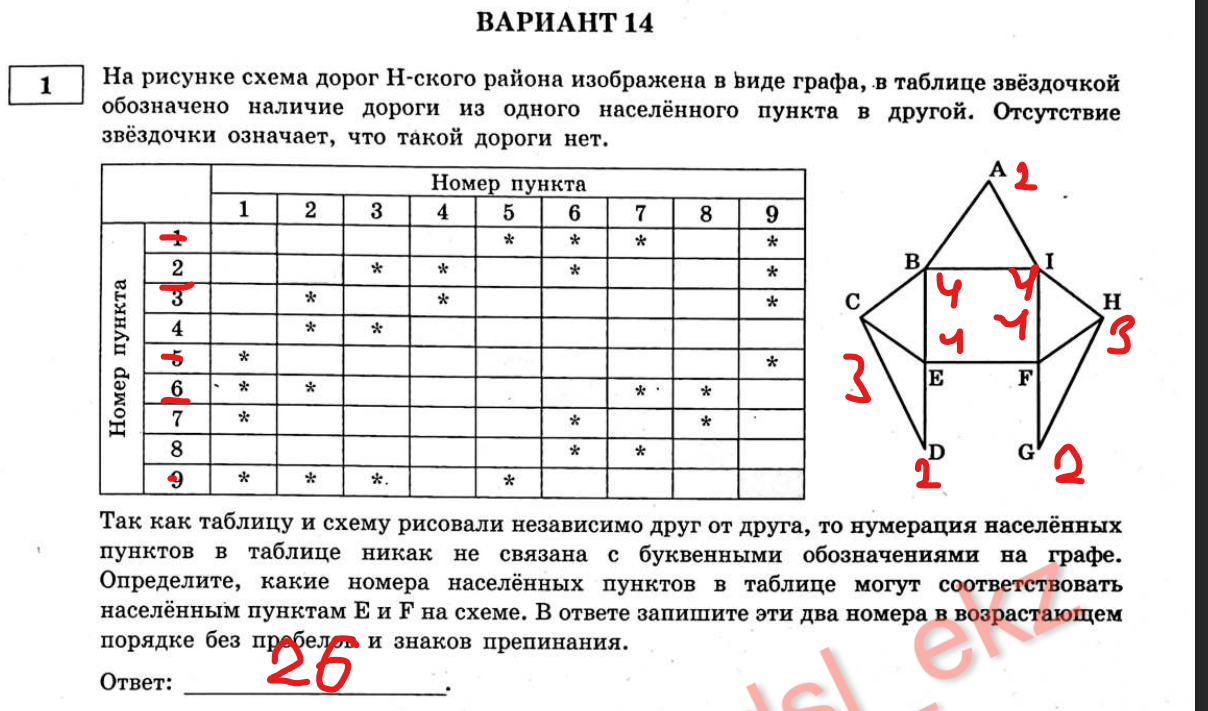 ВАРИАНТ 14
1
На рисунке схема дорог Н-ского района изображена в виде графа, в таблице звёздочкой
обозначено наличие дороги из одного населённого пункта в другой. Отсутствие
звёздочки означает, что такой дороги нет.
Номер пункта
1 2 3 4 5 6 7 8 9
Номер пункта
1 * * * *
2 * * * *
3 * * *
4 * *
5 * *
6 * * * *
7 * * *
8 * *
9 * * * *
A 2
B I
4 4
C H
4 4
3 3
E F
D G
2 2
Так как таблицу и схему рисовали независимо друг от друга, то нумерация населённых
пунктов в таблице никак не связана с буквенными обозначениями на графе.
Определите, какие номера населённых пунктов в таблице могут соответствовать
населённым пунктам E и F на схеме. В ответе запишите эти два номера в возрастающем
порядке без пробелов и знаков препинания.
Ответ: 26.